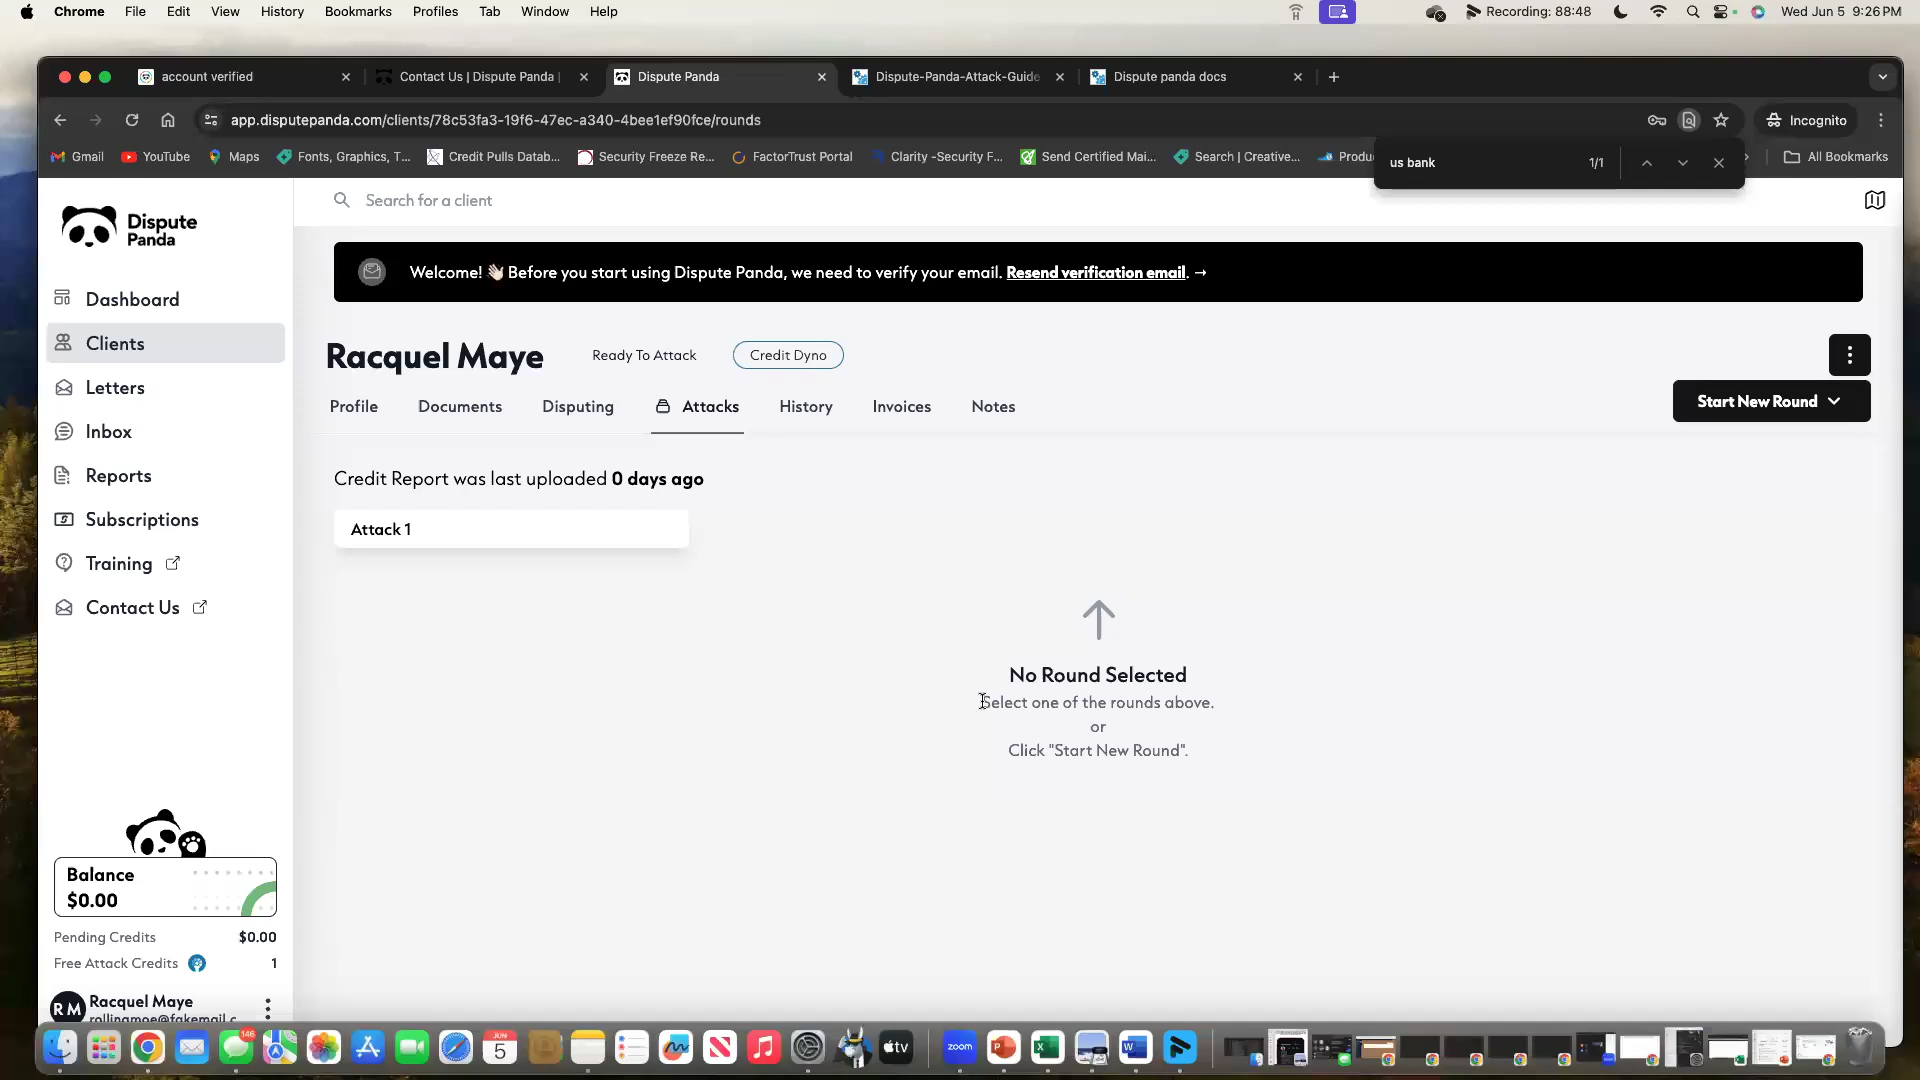 Chrome File Edit View History Bookmarks Profiles Tab Window Help Recording: 88:48 Wed Jun 5 9:26 PM
account verified Contact Us | Dispute Panda | Dispute Panda Dispute-Panda-Attack-Guide Dispute panda docs
app.disputepanda.com/clients/78c53fa3-19f6-47ec-a340-4bee1ef90fce/rounds Incognito
Gmail YouTube Maps Fonts, Graphics, T... Credit Pulls Datab... Security Freeze Re... FactorTrust Portal Clarity -Security F... Send Certified Mai... Search | Creative... Produ All Bookmarks
us bank 1/1
Dispute
Panda
Search for a client
Welcome! 👋🏻 Before you start using Dispute Panda, we need to verify your email. Resend verification email. →
Dashboard
Clients
Letters
Inbox
Reports
Subscriptions
Training
Contact Us
Racquel Maye Ready To Attack Credit Dyno
Profile Documents Disputing Attacks History Invoices Notes
Start New Round
Credit Report was last uploaded 0 days ago
Attack 1
No Round Selected
Select one of the rounds above.
or
Click "Start New Round".
Balance
$0.00
Pending Credits $0.00
Free Attack Credits 1
RM Racquel Maye
rollingmoe@fakemail.c
146
JUN
5
tv
zoom